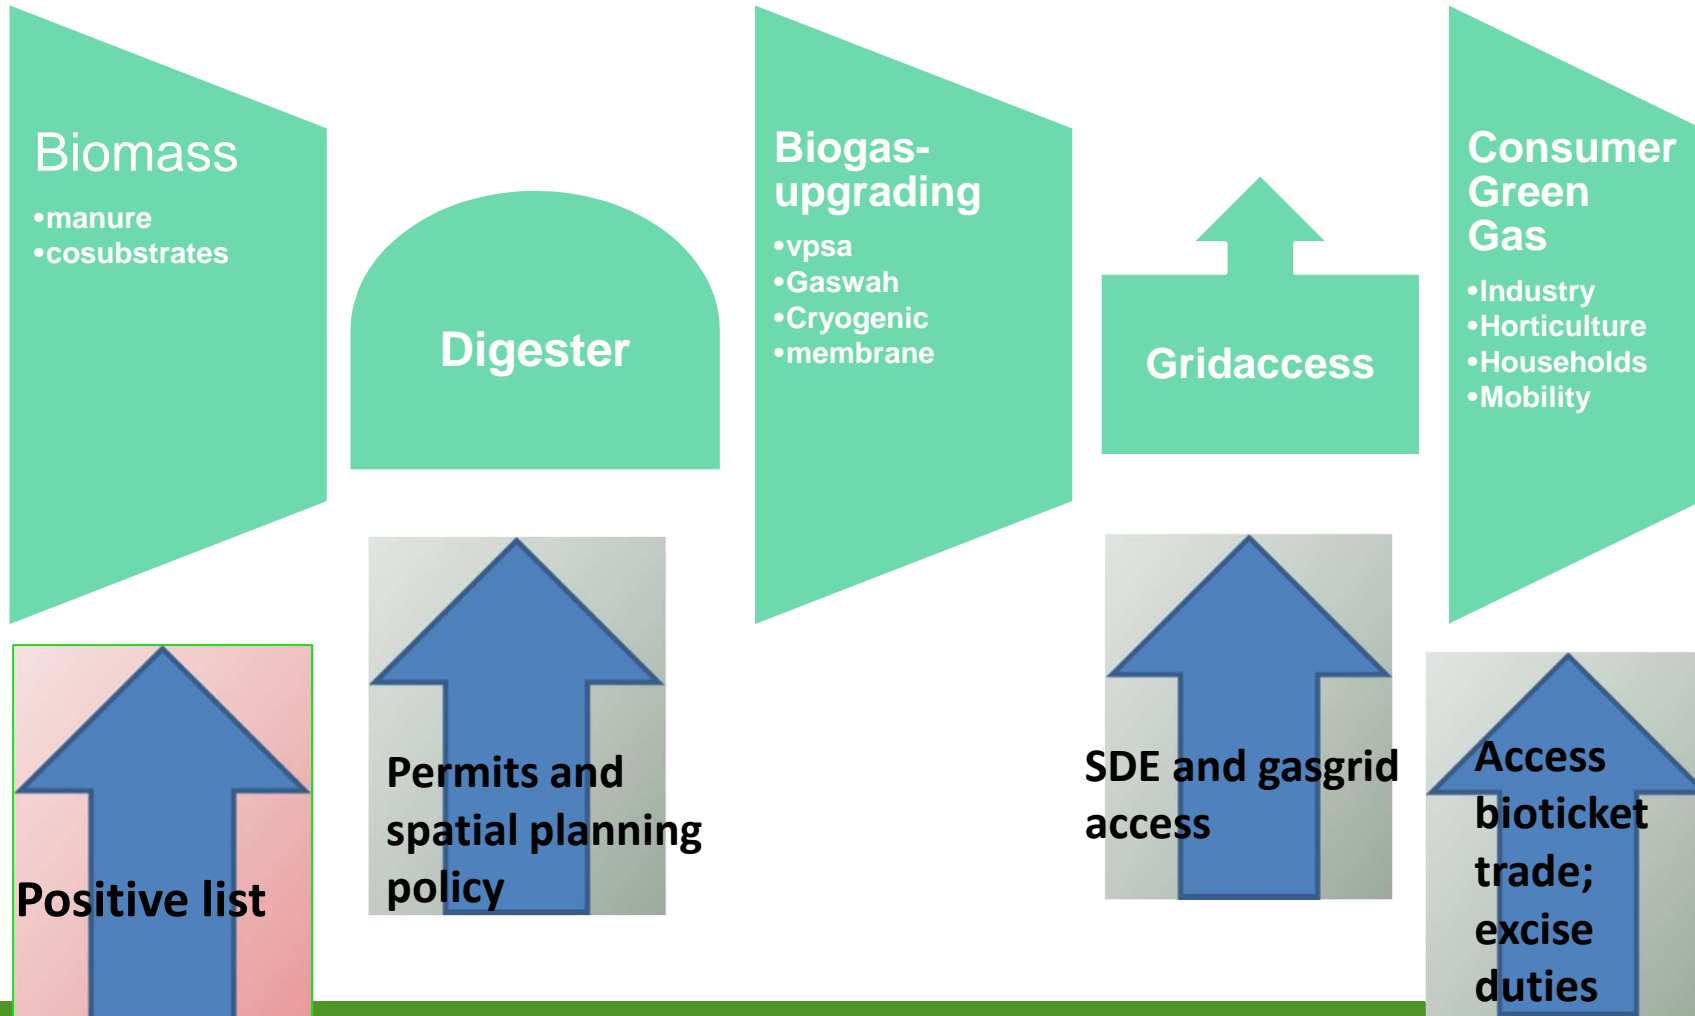 Biomass
•manure
•cosubstrates
Digester
Biogas-
upgrading
•vpsa
•Gaswah
•Cryogenic
•membrane
Gridaccess
Consumer
Green
Gas
•Industry
•Horticulture
•Households
•Mobility
Positive list
Permits and
spatial planning
policy
SDE and gasgrid
access
Access
bioticket
trade;
excise
duties